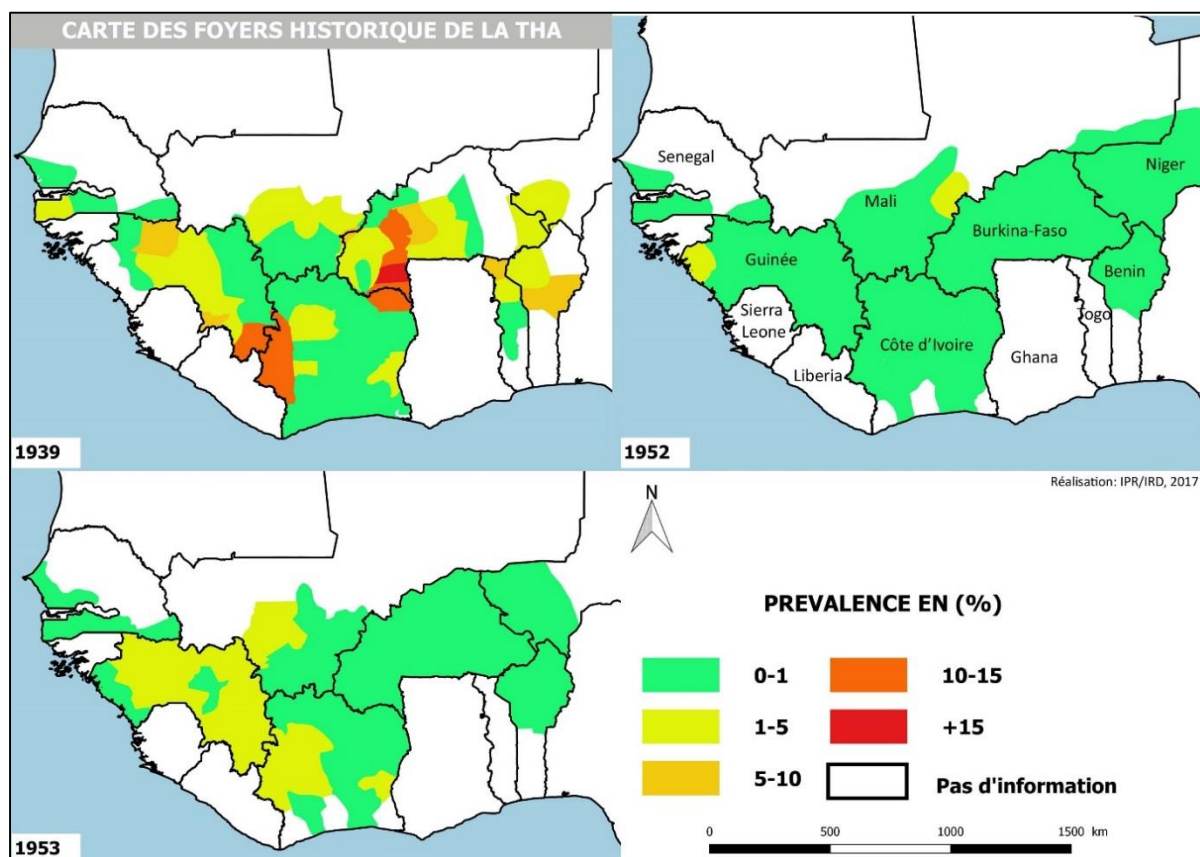 CARTE DES FOYERS HISTORIQUE DE LA THA
1939
Senegal
Mali
Niger
Burkina-Faso
Guinée
Benin
Sierra
Leone
Togo
Côte d'Ivoire
Ghana
Liberia
1952
Réalisation: IPR/IRD, 2017
N
PREVALENCE EN (%)
0-1
10-15
1-5
+15
5-10
Pas d'information
0
500
1000
1500 km
1953